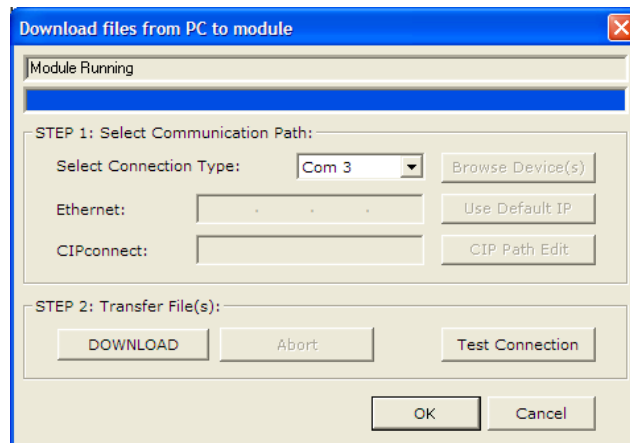 Download files from PC to module
Module Running
STEP 1: Select Communication Path:
Select Connection Type: Com 3 Browse Device(s)
Ethernet: . . . Use Default IP
CIPconnect: CIP Path Edit
STEP 2: Transfer File(s):
DOWNLOAD Abort Test Connection
OK Cancel